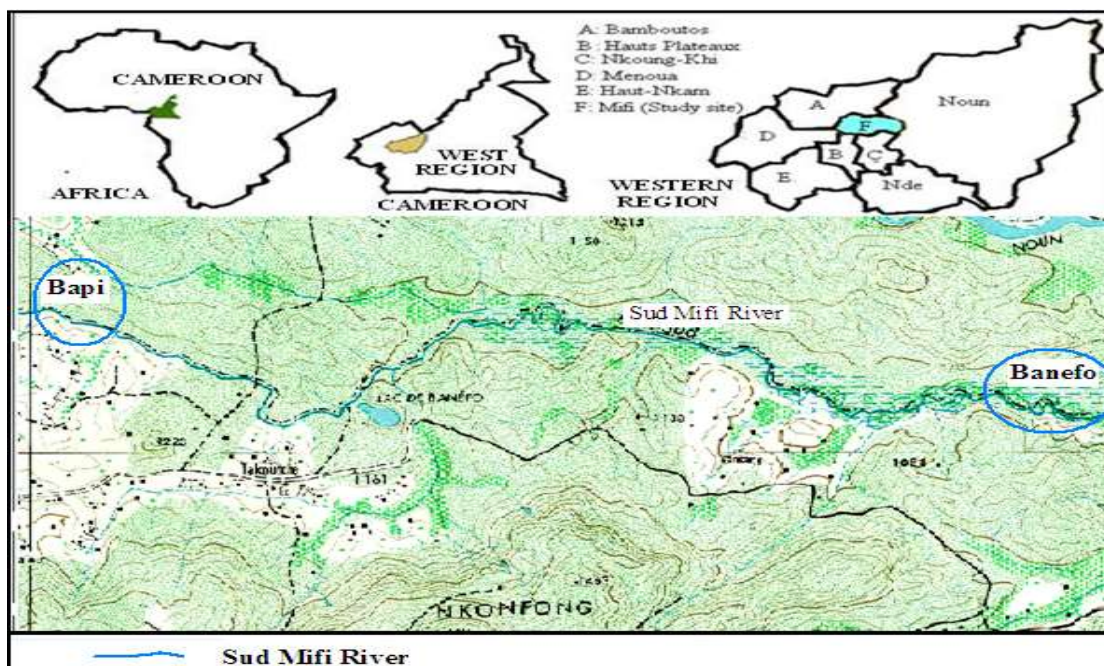 CAMEROON
AFRICA
WEST
REGION
CAMEROON
A: Bamboutos
B: Hauts Plateaux
C: Nkoung-Khi
D: Menoua
E: Haut-Nkam
F: Mifi (Study site)
WESTERN
REGION
A
Noun
F
D
B
C
E
Nde
NOUN
Bapi
Sud Mifi River
Banefo
LAC DE BANEFO
1161
NKONFONG
Sud Mifi River